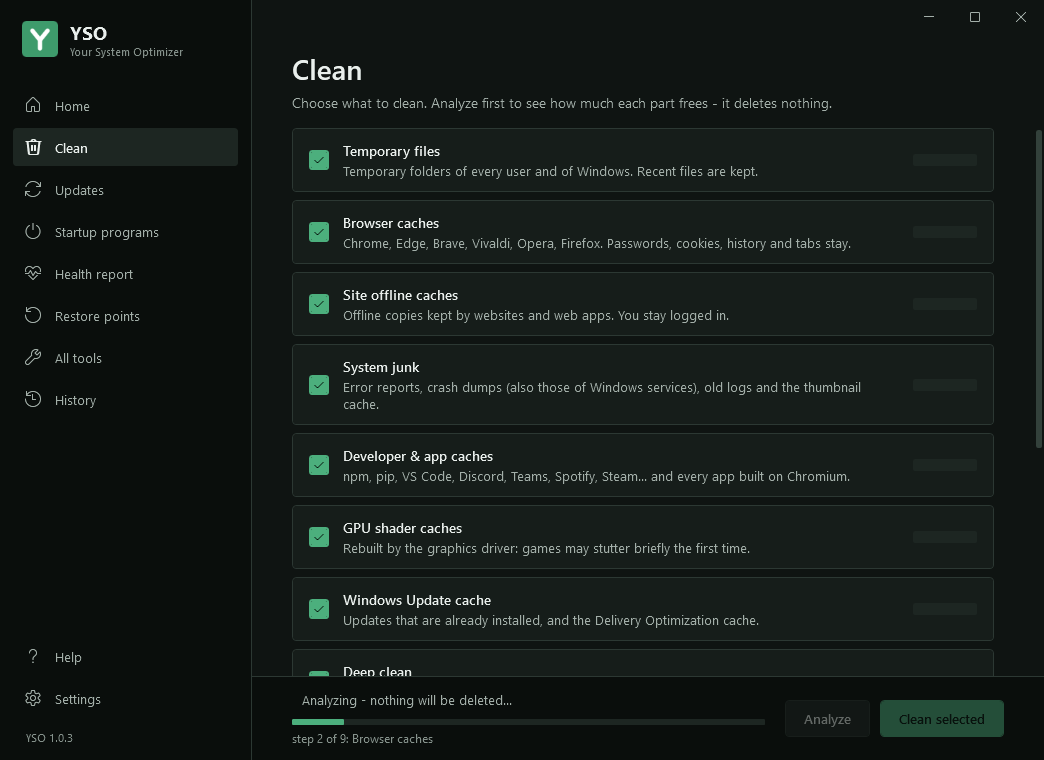 Y
YSO
Your System Optimizer
Home
Clean
Updates
Startup programs
Health report
Restore points
All tools
History
Help
Settings
YSO 1.0.3
Clean
Choose what to clean. Analyze first to see how much each part frees - it deletes nothing.
Temporary files
Temporary folders of every user and of Windows. Recent files are kept.
Browser caches
Chrome, Edge, Brave, Vivaldi, Opera, Firefox. Passwords, cookies, history and tabs stay.
Site offline caches
Offline copies kept by websites and web apps. You stay logged in.
System junk
Error reports, crash dumps (also those of Windows services), old logs and the thumbnail
cache.
Developer & app caches
npm, pip, VS Code, Discord, Teams, Spotify, Steam... and every app built on Chromium.
GPU shader caches
Rebuilt by the graphics driver: games may stutter briefly the first time.
Windows Update cache
Updates that are already installed, and the Delivery Optimization cache.
Deep clean
Analyzing - nothing will be deleted...
step 2 of 9: Browser caches
Analyze
Clean selected